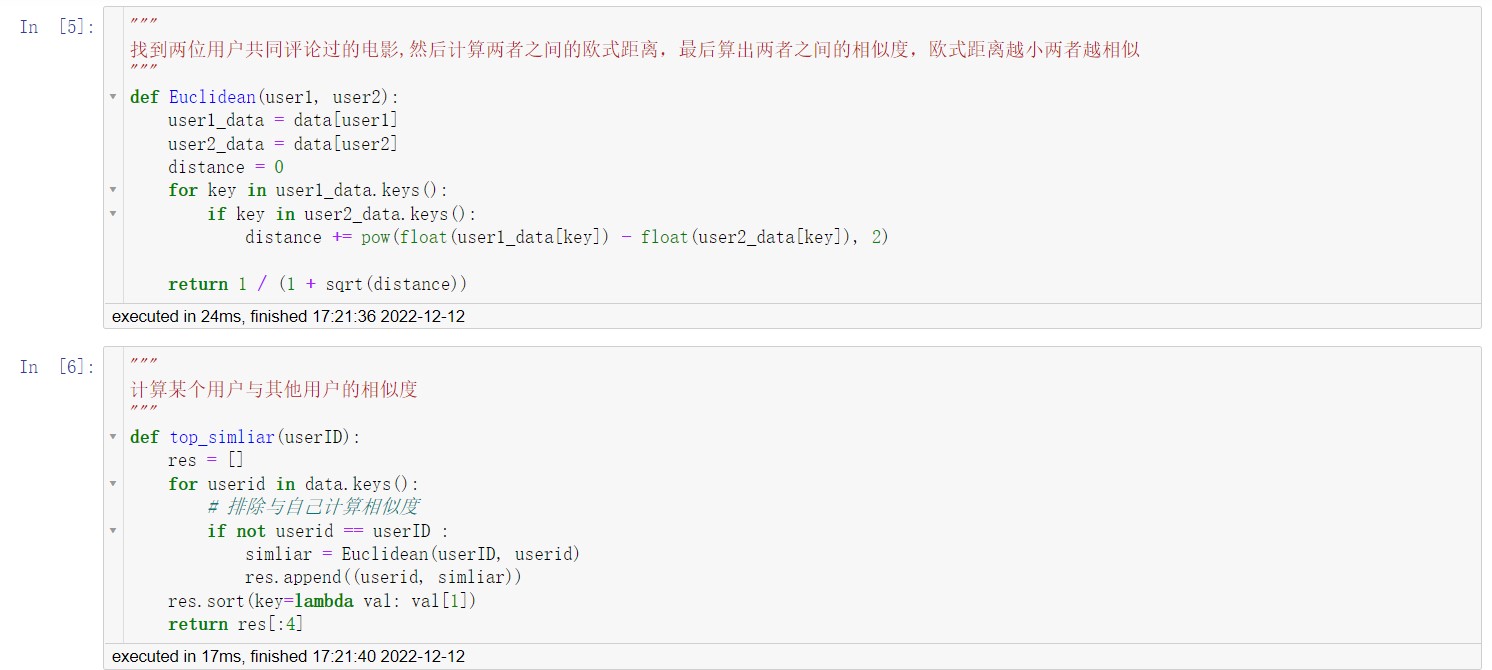 In [5]:
"""
找到两位用户共同评论过的电影,然后计算两者之间的欧式距离，最后算出两者之间的相似度，欧式距离越小两者越相似
"""
def Euclidean(user1, user2):
    user1_data = data[user1]
    user2_data = data[user2]
    distance = 0
    for key in user1_data.keys():
        if key in user2_data.keys():
            distance += pow(float(user1_data[key]) - float(user2_data[key]), 2)

    return 1 / (1 + sqrt(distance))
executed in 24ms, finished 17:21:36 2022-12-12
In [6]:
"""
计算某个用户与其他用户的相似度
"""
def top_simliar(userID):
    res = []
    for userid in data.keys():
        # 排除与自己计算相似度
        if not userid == userID :
            simliar = Euclidean(userID, userid)
            res.append((userid, simliar))
    res.sort(key=lambda val: val[1])
    return res[:4]
executed in 17ms, finished 17:21:40 2022-12-12